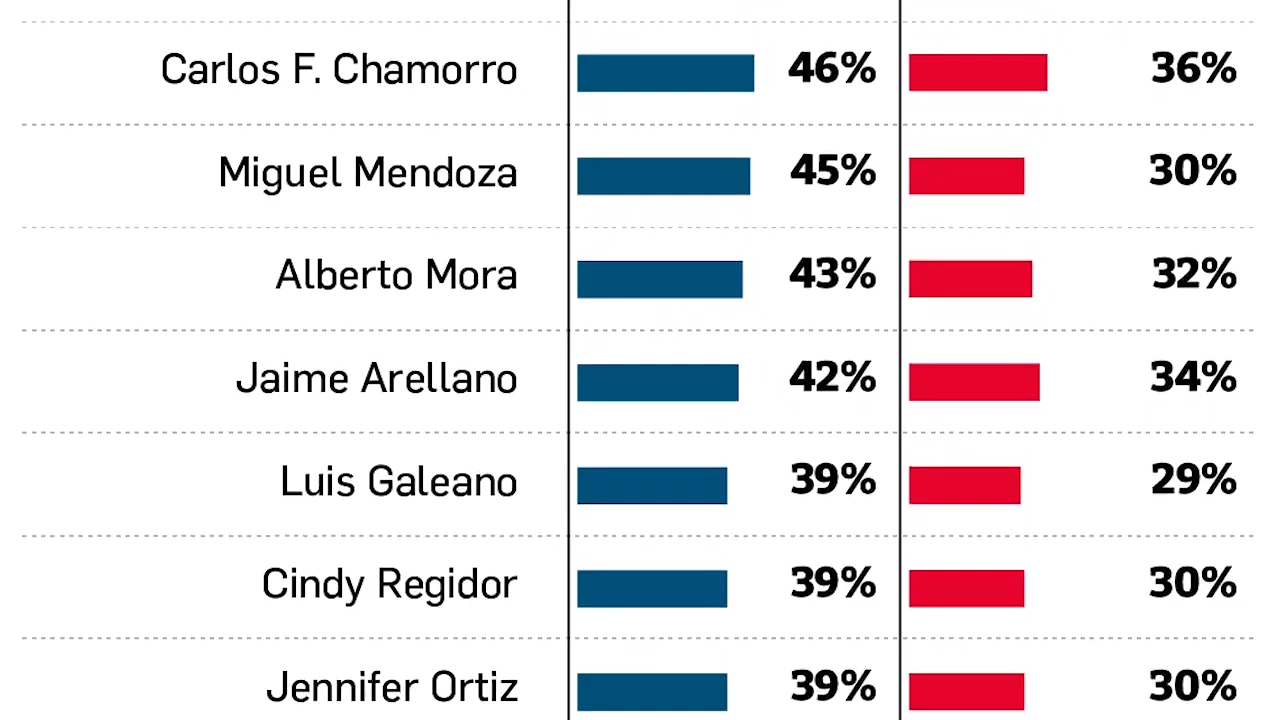 Carlos F. Chamorro 46% 36%
Miguel Mendoza 45% 30%
Alberto Mora 43% 32%
Jaime Arellano 42% 34%
Luis Galeano 39% 29%
Cindy Regidor 39% 30%
Jennifer Ortiz 39% 30%